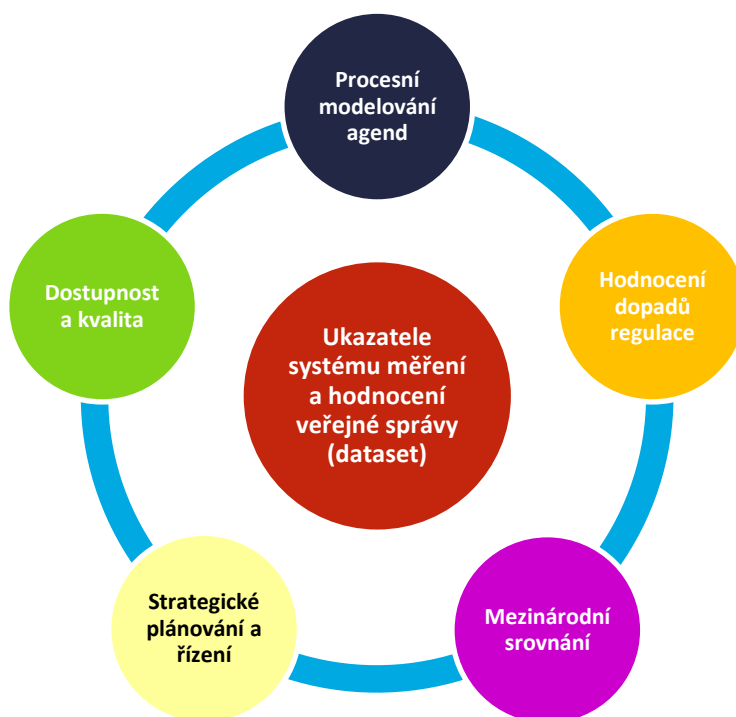 Procesní
modelování
agend
Hodnocení
dopadů
regulace
Dostupnost
a kvalita
Ukazatele
systému měření
a hodnocení
veřejné správy
(dataset)
Strategické
plánování a
řízení
Mezinárodní
srovnání